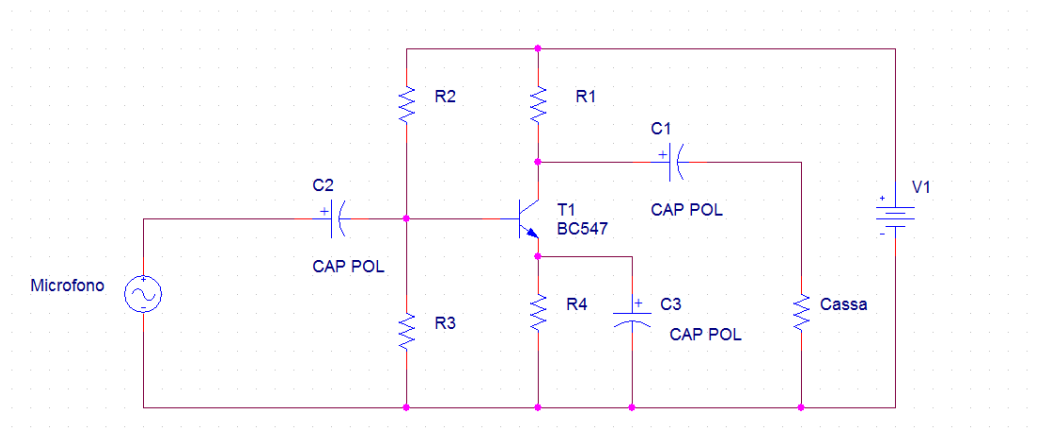 R2
R1
C1
CAP POL
V1
C2
CAP POL
T1
BC547
Microfono
R3
R4
C3
CAP POL
Cassa